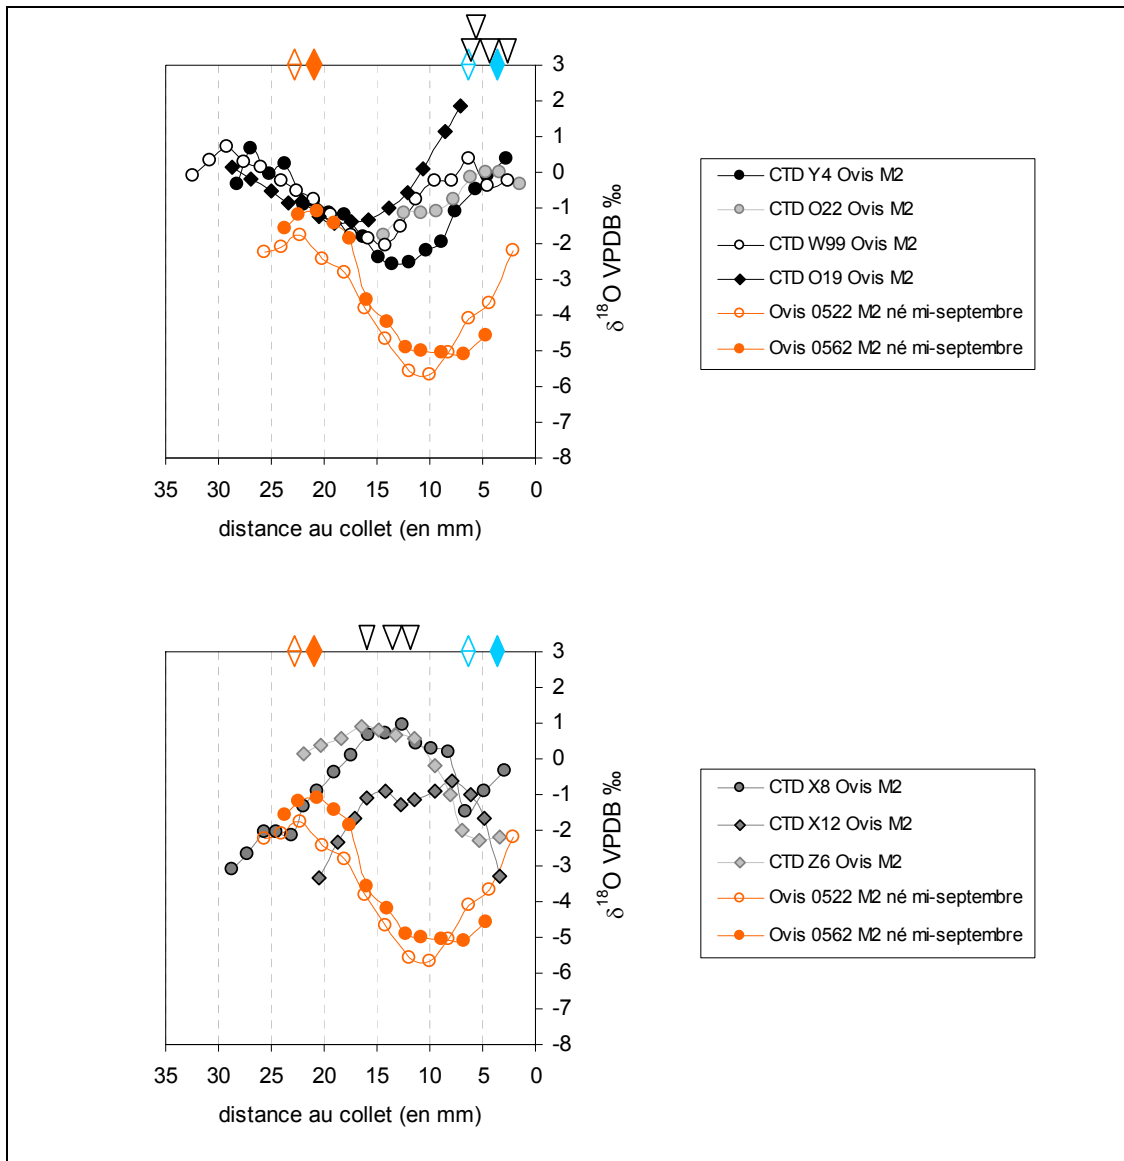 3
2
1
0
-1
-2
-3
-4
-5
-6
-7
-8
δ18O VPDB ‰
35 30 25 20 15 10 5 0
distance au collet (en mm)
CTD Y4 Ovis M2
CTD O22 Ovis M2
CTD W99 Ovis M2
CTD O19 Ovis M2
Ovis 0522 M2 né mi-septembre
Ovis 0562 M2 né mi-septembre
3
2
1
0
-1
-2
-3
-4
-5
-6
-7
-8
δ18O VPDB ‰
35 30 25 20 15 10 5 0
distance au collet (en mm)
CTD X8 Ovis M2
CTD X12 Ovis M2
CTD Z6 Ovis M2
Ovis 0522 M2 né mi-septembre
Ovis 0562 M2 né mi-septembre